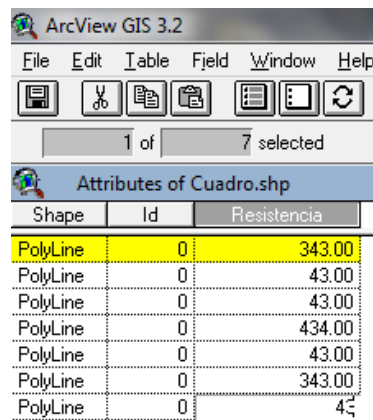 ArcView GIS 3.2
File Edit Table Field Window Help
1 of 7 selected
Attributes of Cuadro.shp
Shape Id Resistencia
PolyLine 0 343.00
PolyLine 0 43.00
PolyLine 0 43.00
PolyLine 0 434.00
PolyLine 0 43.00
PolyLine 0 343.00
PolyLine 0 43